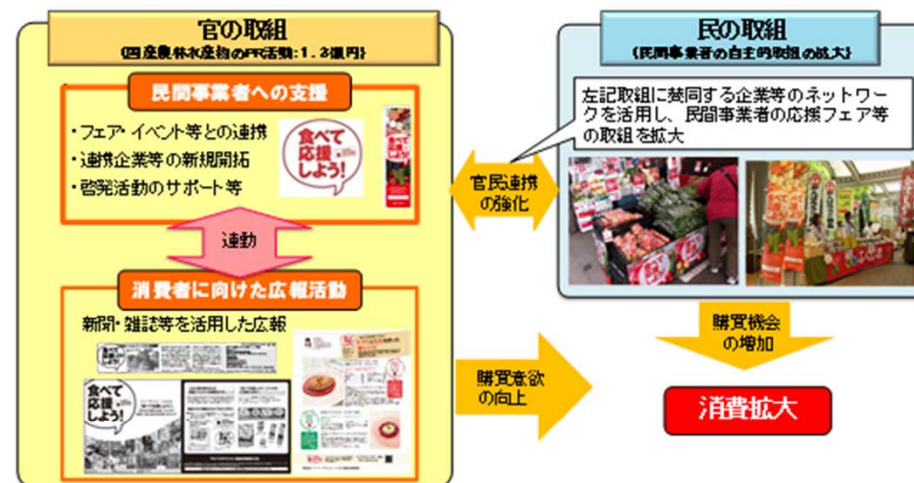 官の取組
(国産農林水産物のPR活動:1.3億円)
民間事業者への支援
・フェア・イベント等との連携
・連携企業等の新規開拓
・啓発活動のサポート等
食べて
応援
しよう!
連動
消費者に向けた広報活動
新聞・雑誌等を活用した広報
食べて
応援
しよう!
官民連携
の強化
購買意欲
の向上
民の取組
(民間事業者の自主的取組の拡大)
左記取組に賛同する企業等のネットワー
クを活用し、民間事業者の応援フェア等
の取組を拡大
購買機会
の増加
消費拡大